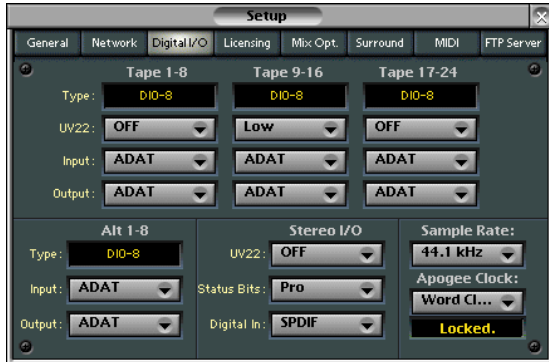 Setup
General Network Digital I/O Licensing Mix Opt. Surround MIDI FTP Server
Tape 1-8 Tape 9-16 Tape 17-24
Type: DIO-8 DIO-8 DIO-8
UV22: OFF Low OFF
Input: ADAT ADAT ADAT
Output: ADAT ADAT ADAT
Alt 1-8
Type: DIO-8
Input: ADAT
Output: ADAT
Stereo I/O
UV22: OFF
Status Bits: Pro
Digital In: SPDIF
Sample Rate:
44.1 kHz
Apogee Clock:
Word Cl...
Locked.